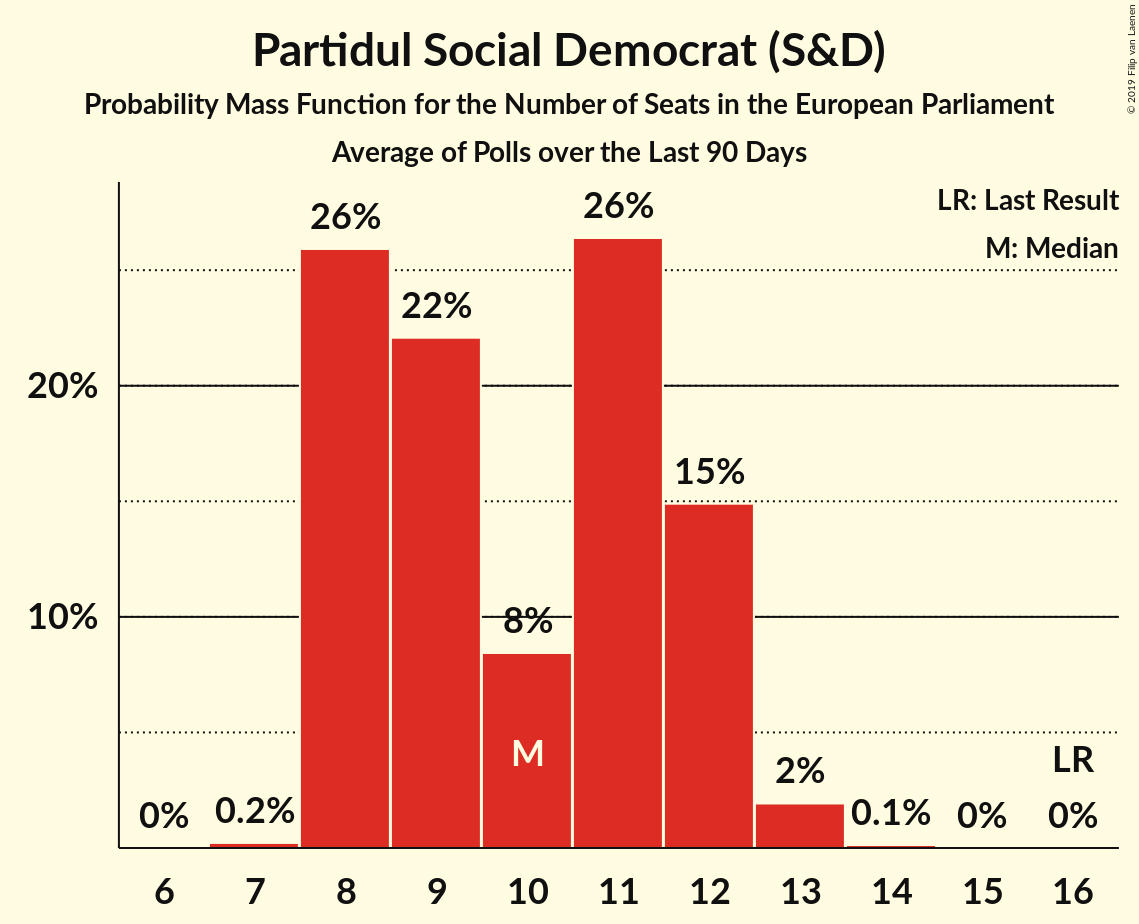 Partidul Social Democrat (S&D)
Probability Mass Function for the Number of Seats in the European Parliament
Average of Polls over the Last 90 Days
© 2019 Filip van Laenen
LR: Last Result
M: Median
26%
26%
22%
20%
15%
10%
8%
M
LR
2%
0%
0.2%
0.1%
0%
0%
6 7 8 9 10 11 12 13 14 15 16